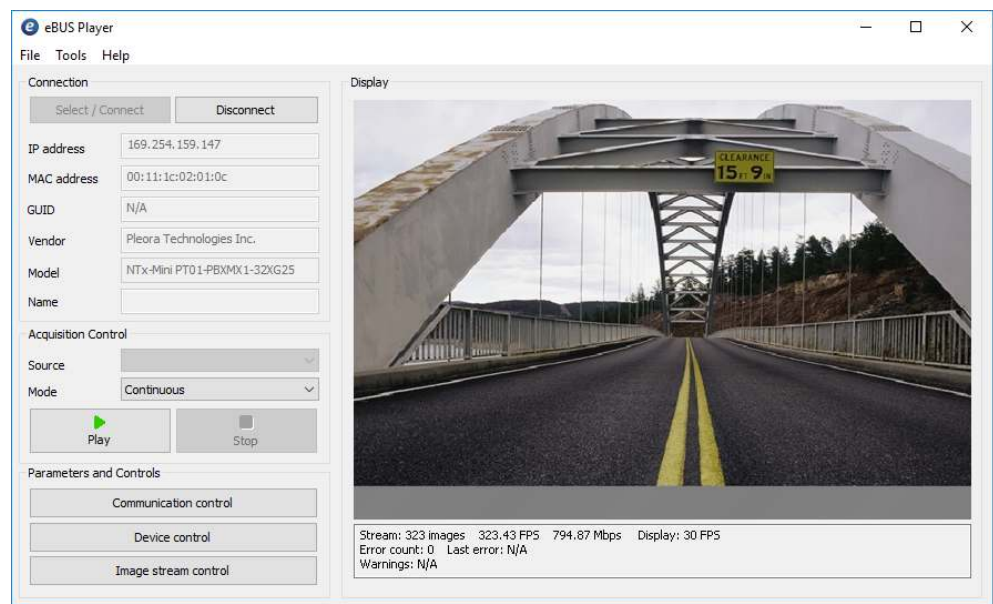 eBUS Player
File Tools Help
Connection
Select / Connect Disconnect
IP address 169.254.159.147
MAC address 00:11:1c:02:01:0c
GUID N/A
Vendor Pleora Technologies Inc.
Model NTx-Mini PT01-PBXMX1-32XG25
Name
Acquisition Control
Source
Mode Continuous
Play Stop
Parameters and Controls
Communication control
Device control
Image stream control
Display
CLEARANCE
15 FT 9 IN
Stream: 323 images 323.43 FPS 794.87 Mbps Display: 30 FPS
Error count: 0 Last error: N/A
Warnings: N/A